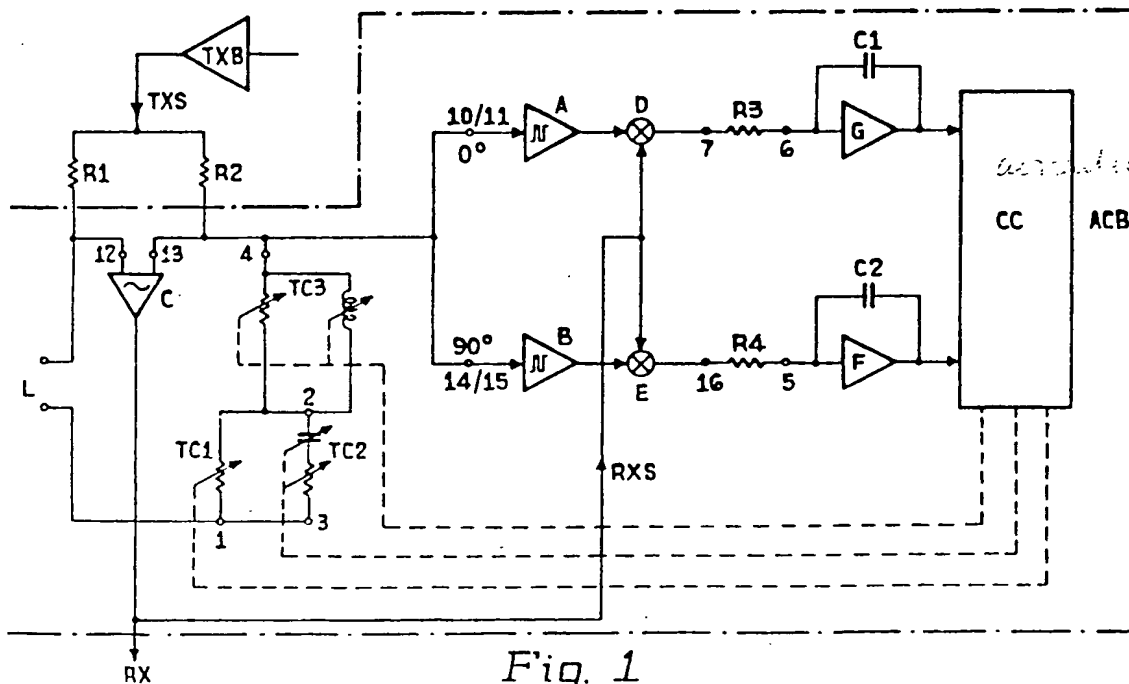 TXB
TXS
C1
10/11
A
D
0°
7
R3
6
G
R1
R2
CC
ACB
12
13
4
C
TC3
C2
90°
B
14/15
E
16
R4
5
F
L
2
TC1
TC2
RXS
1
3
RX
Fig. 1